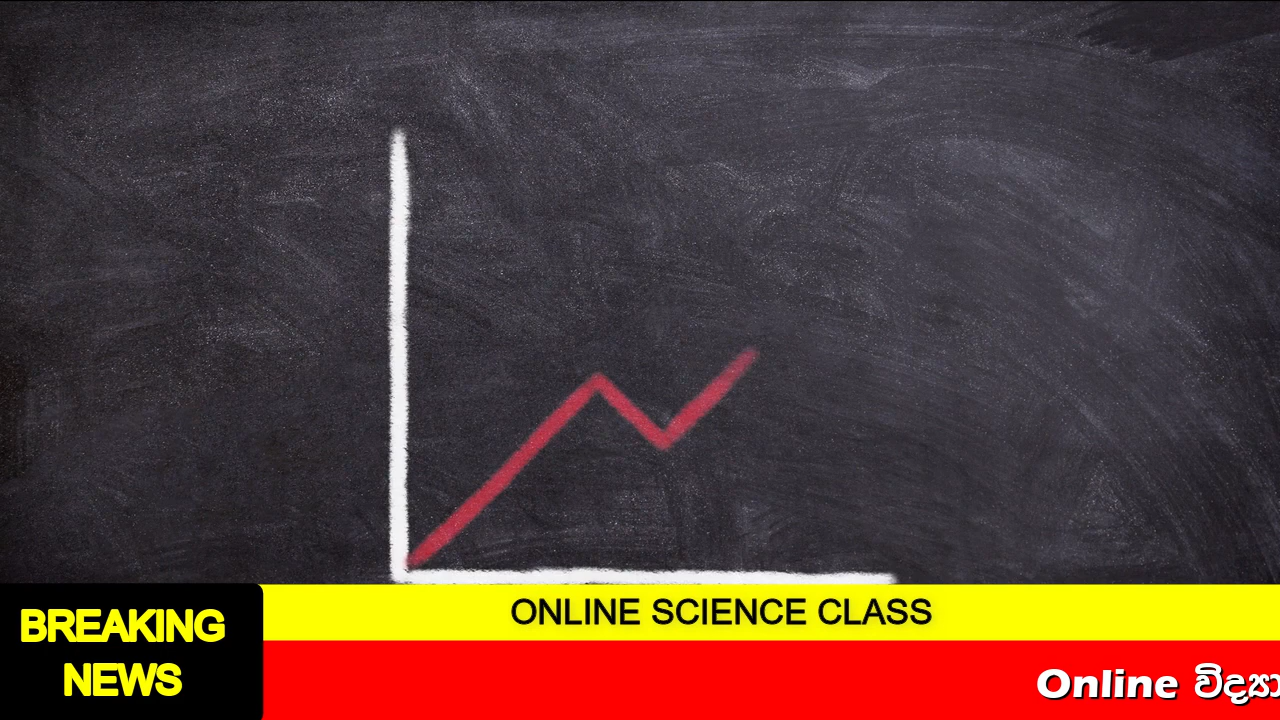 ONLINE SCIENCE CLASS
BREAKING
NEWS
Online විද්‍යා